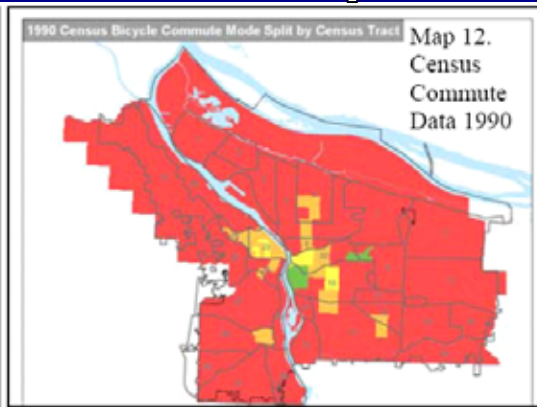 1990 Census Bicycle Commute Mode Split by Census Tract
Map 12.
Census
Commute
Data 1990